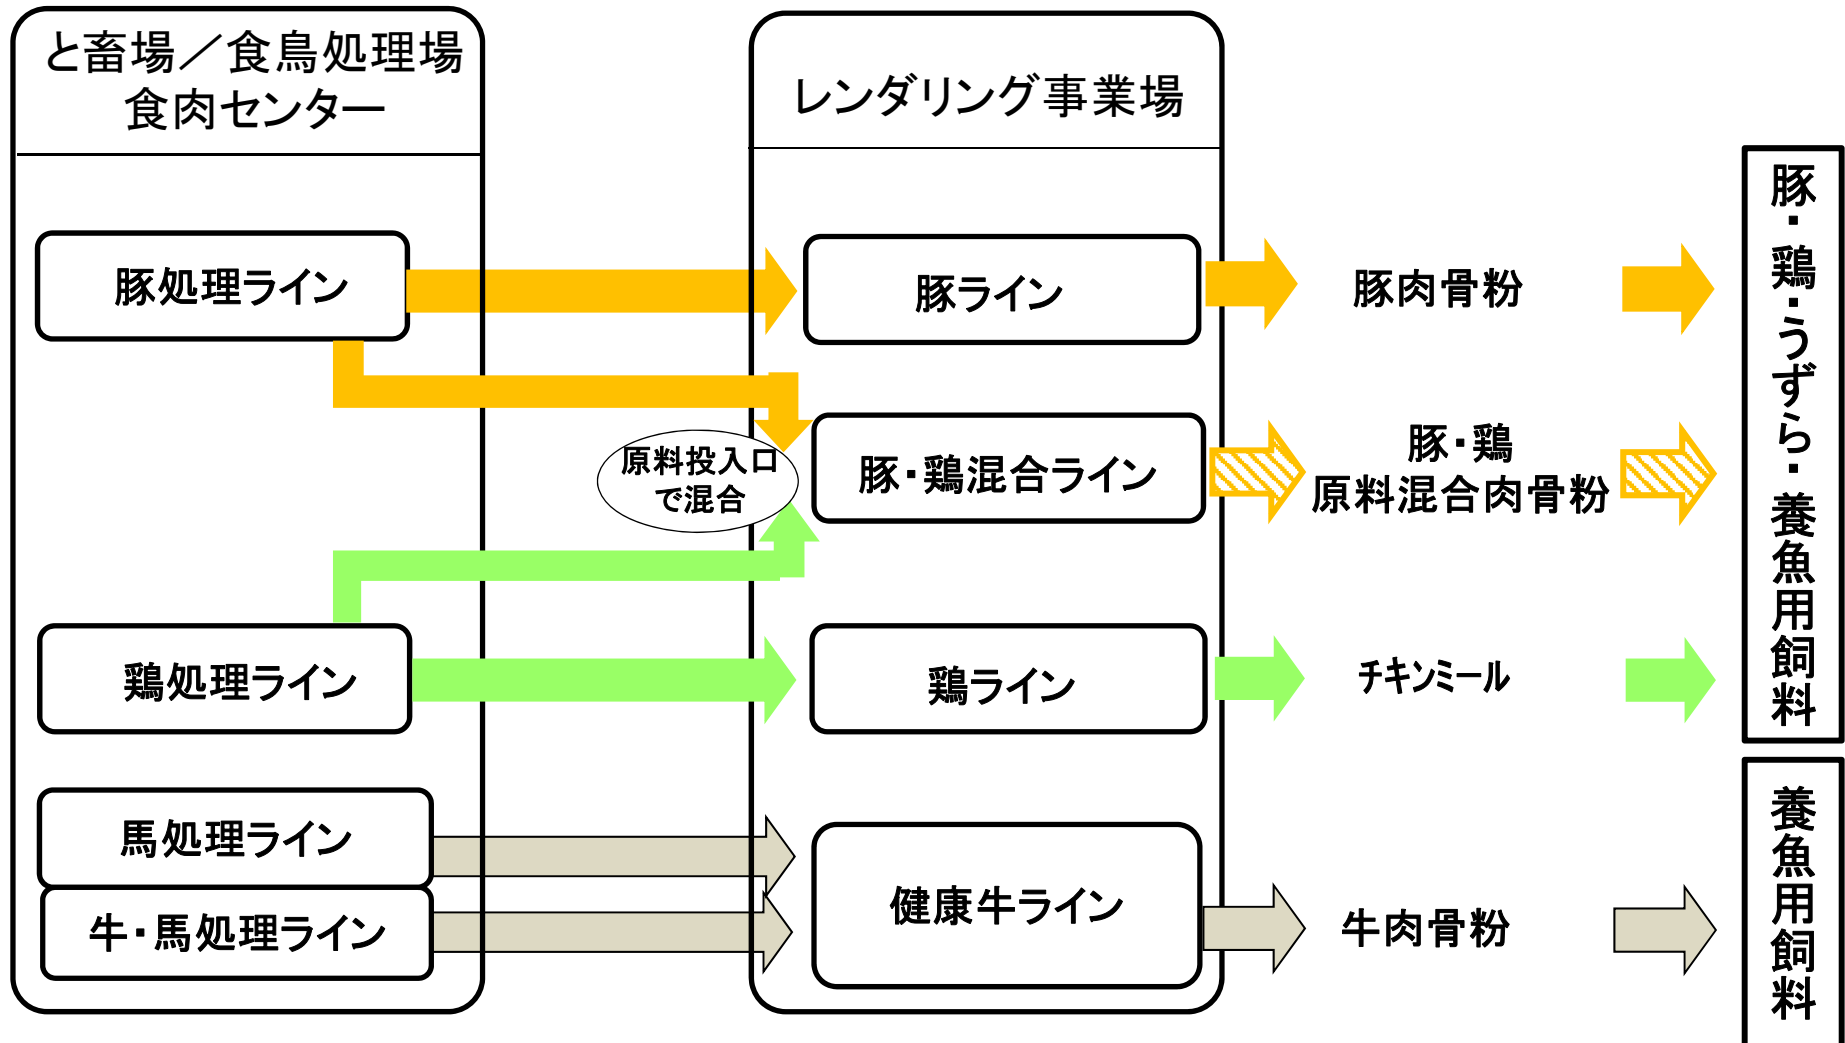 と畜場／食鳥処理場
食肉センター
レンダリング事業場
豚処理ライン
豚ライン
豚肉骨粉
原料投入口
で混合
豚・鶏混合ライン
豚・鶏
原料混合肉骨粉
鶏処理ライン
鶏ライン
チキンミール
馬処理ライン
牛・馬処理ライン
健康牛ライン
牛肉骨粉
豚・鶏・うずら・養魚用飼料
養魚用飼料